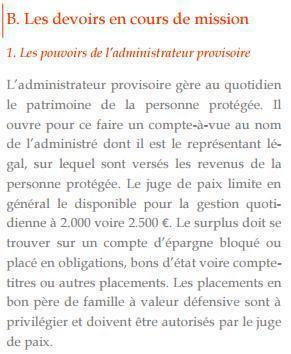 B. Les devoirs en cours de mission
1. Les pouvoirs de l'administrateur provisoire
L'administrateur provisoire gère au quotidien
le patrimoine de la personne protégée. Il
ouvre pour ce faire un compte-à-vue au nom
de l'administré dont il est le représentant lé-
gal, sur lequel sont versés les revenus de la
personne protégée. Le juge de paix limite en
général le disponible pour la gestion quoti-
dienne à 2.000 voire 2.500 €. Le surplus doit se
trouver sur un compte d'épargne bloqué ou
placé en obligations, bons d'état voire compte-
titres ou autres placements. Les placements en
bon père de famille à valeur défensive sont à
privilégier et doivent être autorisés par le juge
de paix.